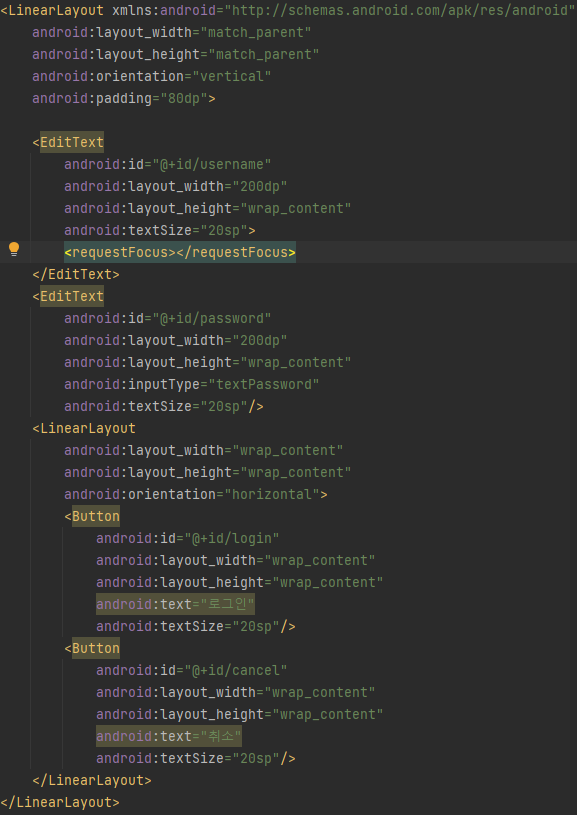 <LinearLayout xmlns:android="http://schemas.android.com/apk/res/android"
    android:layout_width="match_parent"
    android:layout_height="match_parent"
    android:orientation="vertical"
    android:padding="80dp">

    <EditText
        android:id="@+id/username"
        android:layout_width="200dp"
        android:layout_height="wrap_content"
        android:textSize="20sp">
        <requestFocus></requestFocus>
    </EditText>
    <EditText
        android:id="@+id/password"
        android:layout_width="200dp"
        android:layout_height="wrap_content"
        android:inputType="textPassword"
        android:textSize="20sp"/>
    <LinearLayout
        android:layout_width="wrap_content"
        android:layout_height="wrap_content"
        android:orientation="horizontal">
        <Button
            android:id="@+id/login"
            android:layout_width="wrap_content"
            android:layout_height="wrap_content"
            android:text="로그인"
            android:textSize="20sp"/>
        <Button
            android:id="@+id/cancel"
            android:layout_width="wrap_content"
            android:layout_height="wrap_content"
            android:text="취소"
            android:textSize="20sp"/>
    </LinearLayout>
</LinearLayout>